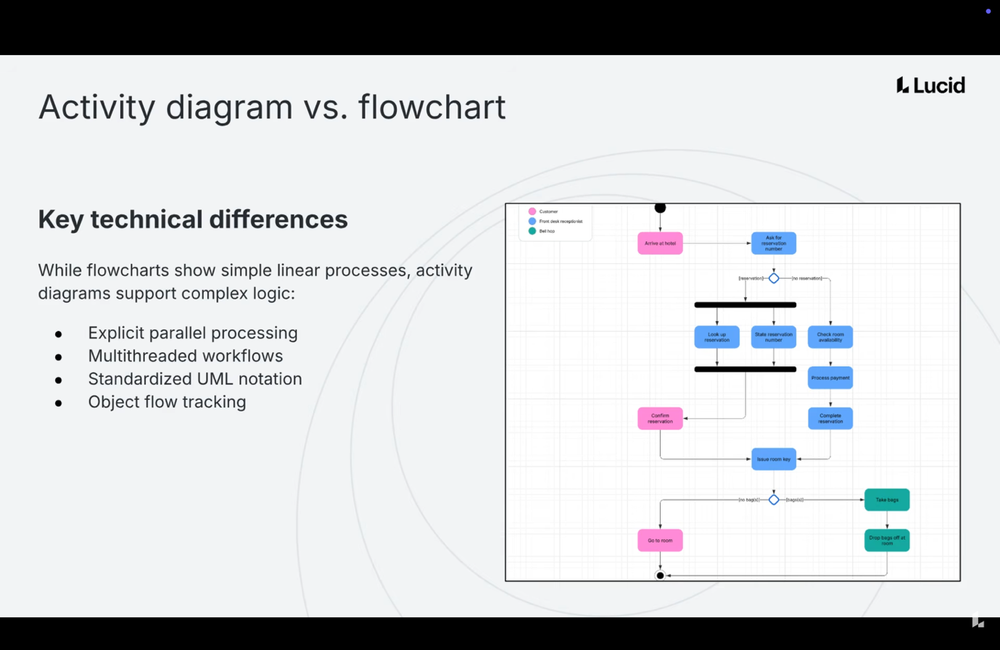 Lucid
Activity diagram vs. flowchart
Key technical differences
While flowcharts show simple linear processes, activity
diagrams support complex logic:
● Explicit parallel processing
● Multithreaded workflows
● Standardized UML notation
● Object flow tracking
Customer
Front desk receptionist
Bell hop
Arrive at hotel
Ask for
reservation
number
[reservation]
[no reservation]
Look up
reservation
State reservation
number
Check room
availability
Process payment
Confirm
reservation
Complete
reservation
Issue room key
[no bag(s)]
[bags(s)]
Take bags
Go to room
Drop bags off at
room